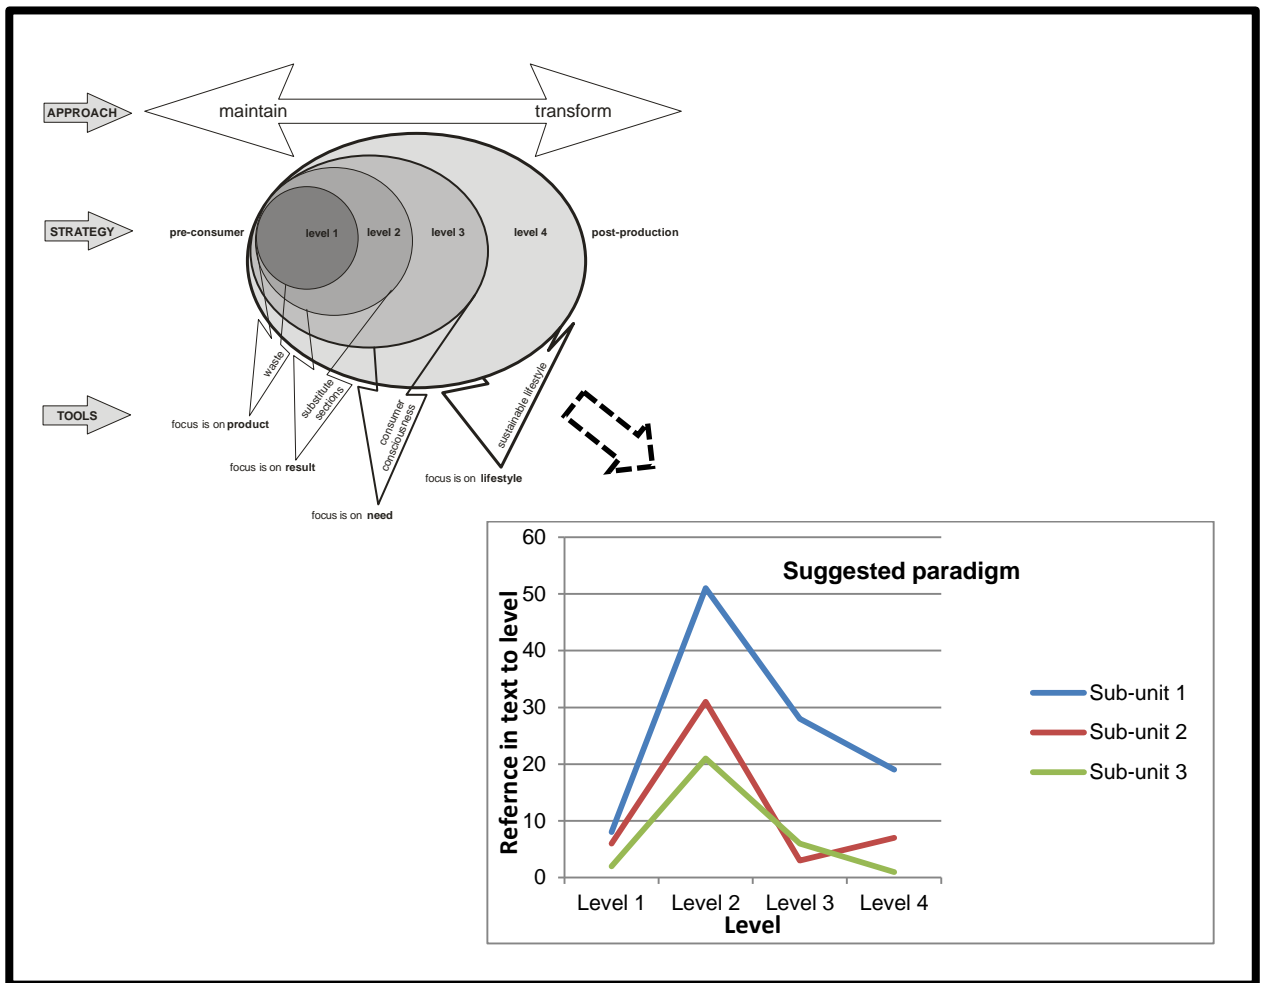 APPROACH
maintain
transform
STRATEGY
pre-consumer
level 1
level 2
level 3
level 4
post-production
TOOLS
waste
substitute
sections
consumer
consciousness
sustainable lifestyle
focus is on product
focus is on result
focus is on need
focus is on lifestyle
Suggested paradigm
Refernce in text to level
60
50
40
30
20
10
0
Level 1
Level 2
Level 3
Level 4
Level
Sub-unit 1
Sub-unit 2
Sub-unit 3